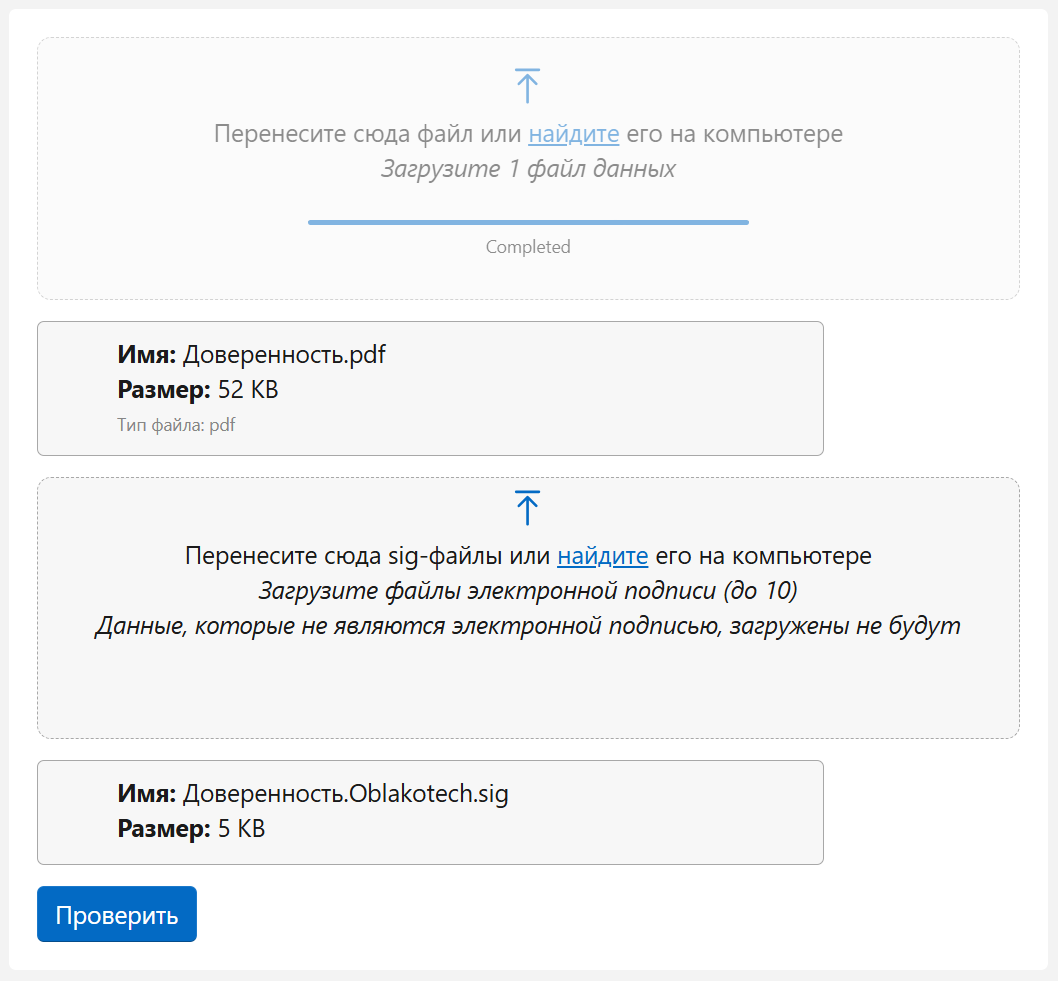 Перенесите сюда файл или найдите его на компьютере
Загрузите 1 файл данных
Completed
Имя: Доверенность.pdf
Размер: 52 KB
Тип файла: pdf
Перенесите сюда sig-файлы или найдите его на компьютере
Загрузите файлы электронной подписи (до 10)
Данные, которые не являются электронной подписью, загружены не будут
Имя: Доверенность.Oblakotech.sig
Размер: 5 KB
Проверить